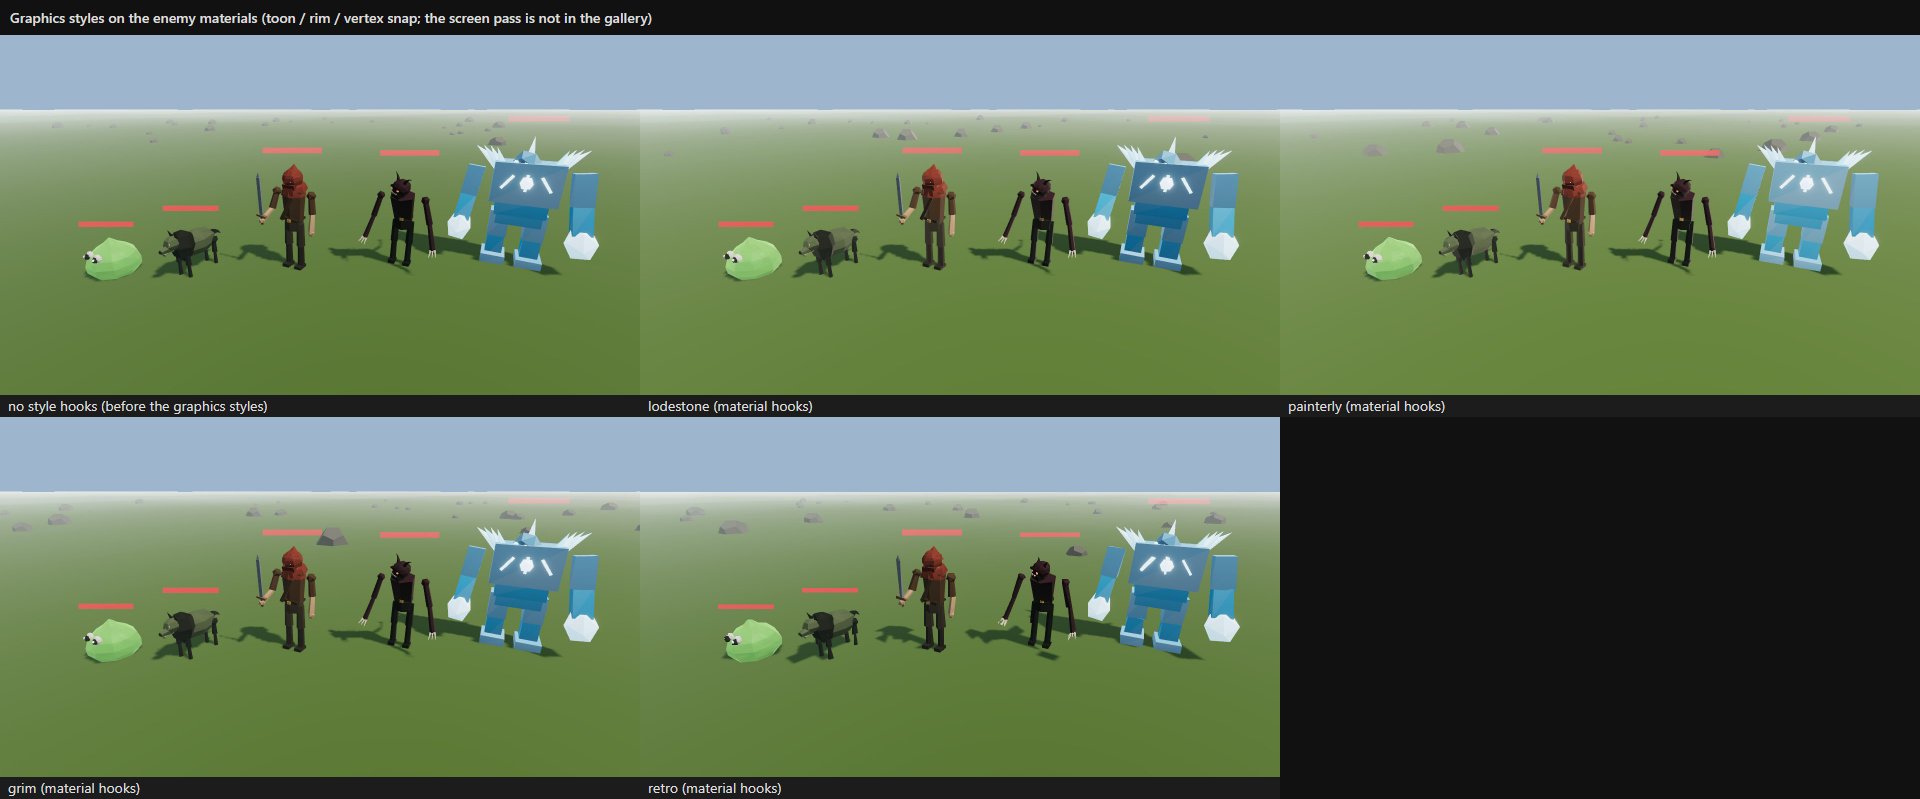 Graphics styles on the enemy materials (toon / rim / vertex snap; the screen pass is not in the gallery)
no style hooks (before the graphics styles)
lodestone (material hooks)
painterly (material hooks)
grim (material hooks)
retro (material hooks)